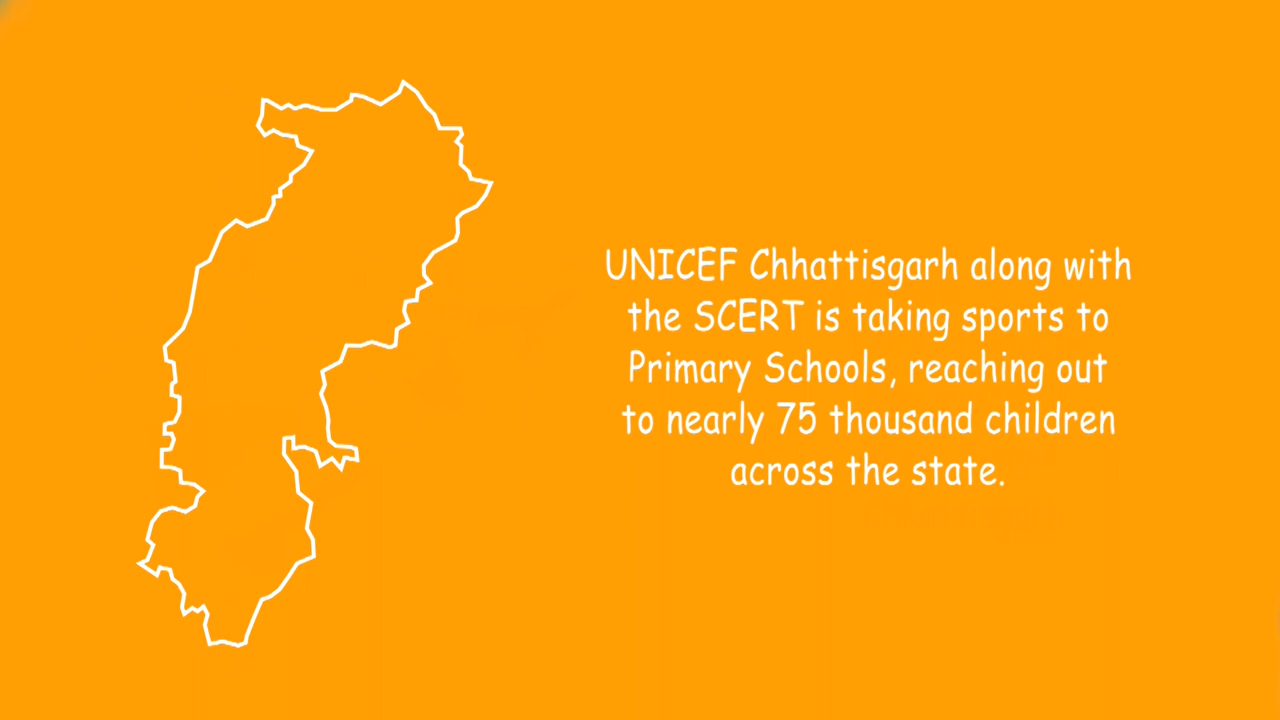 UNICEF Chhattisgarh along with
the SCERT is taking sports to
Primary Schools, reaching out
to nearly 75 thousand children
across the state.